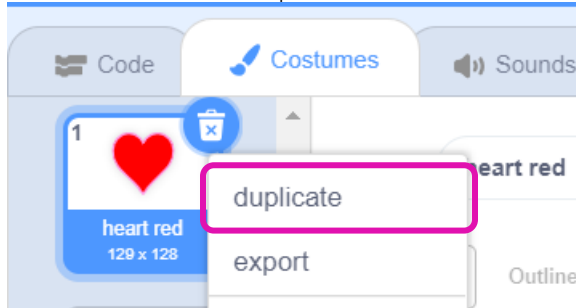 Code
Costumes
Sounds
1
heart red
129 x 128
duplicate
export
heart red
Outline